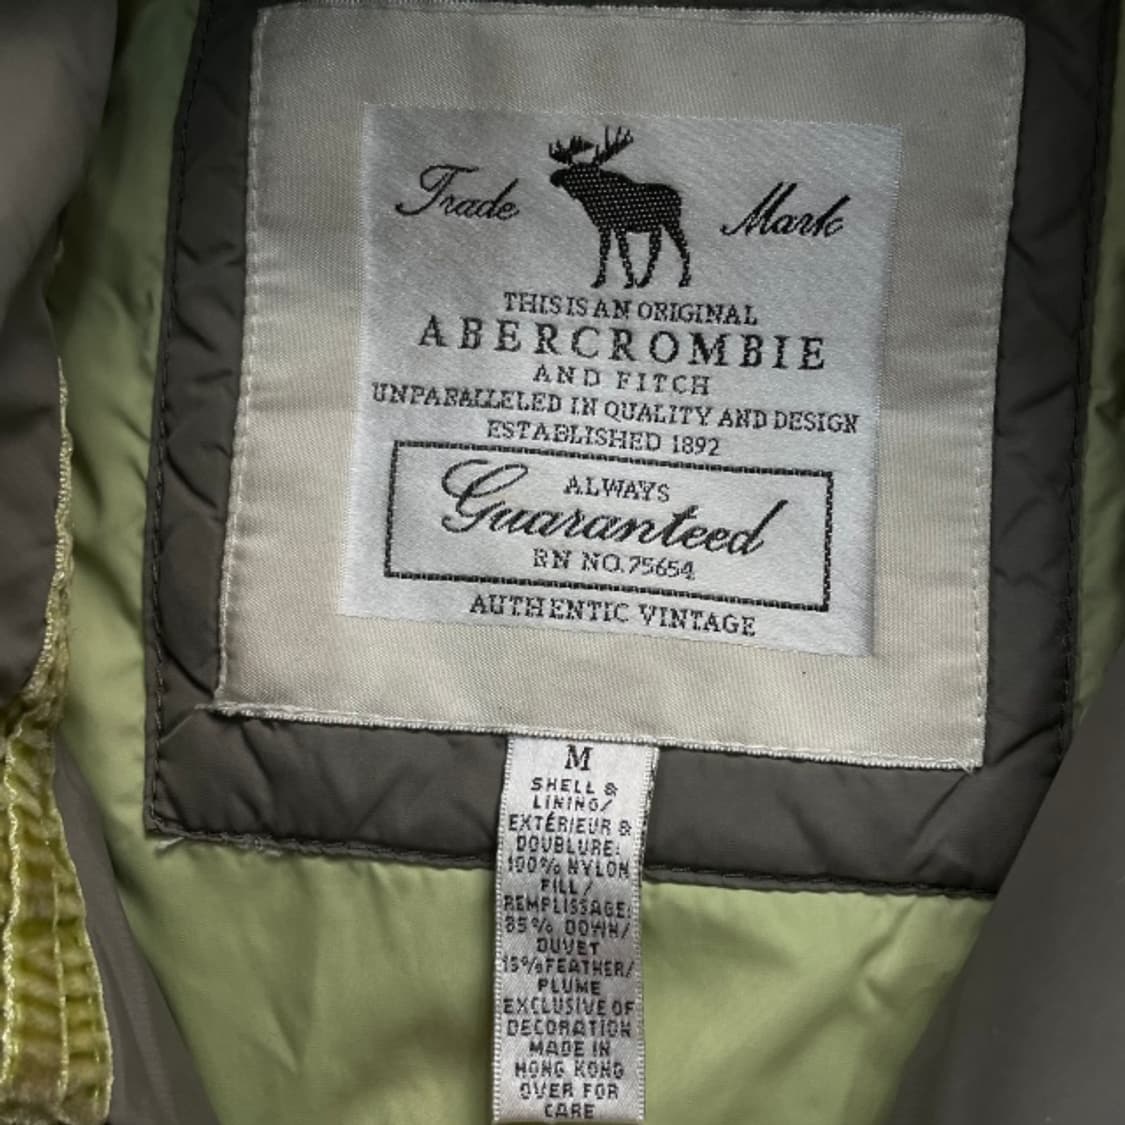 Trade Mark
THIS IS AN ORIGINAL
ABERCROMBIE
AND FITCH
UNPARALLELED IN QUALITY AND DESIGN
ESTABLISHED 1892
ALWAYS
Guaranteed
RN NO. 75654
AUTHENTIC VINTAGE
M
SHELL &
LINING/
EXTÉRIEUR &
DOUBLURE:
100% NYLON
FILL/
REMPLISSAGE:
85% DOWN/
DUVET
15% FEATHER/
PLUME
EXCLUSIVE OF
DECORATION
MADE IN
HONG KONG
OVER FOR
CARE